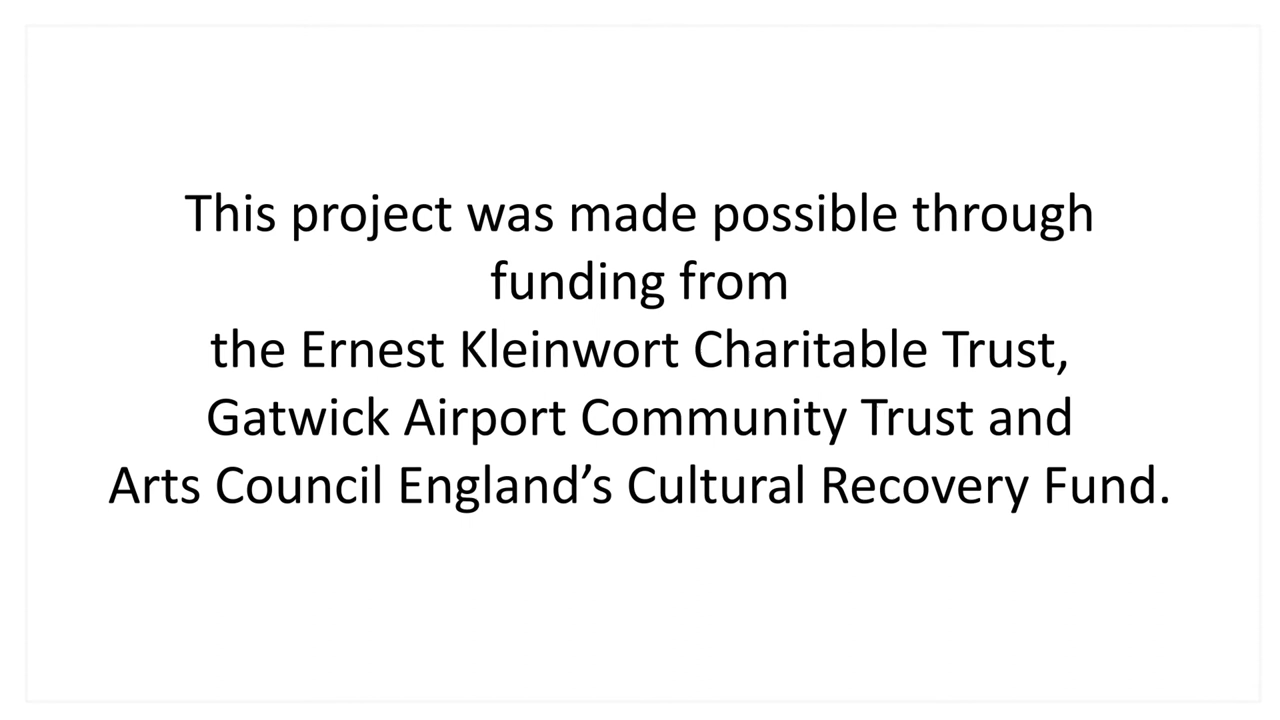 This project was made possible through
funding from
the Ernest Kleinwort Charitable Trust,
Gatwick Airport Community Trust and
Arts Council England’s Cultural Recovery Fund.